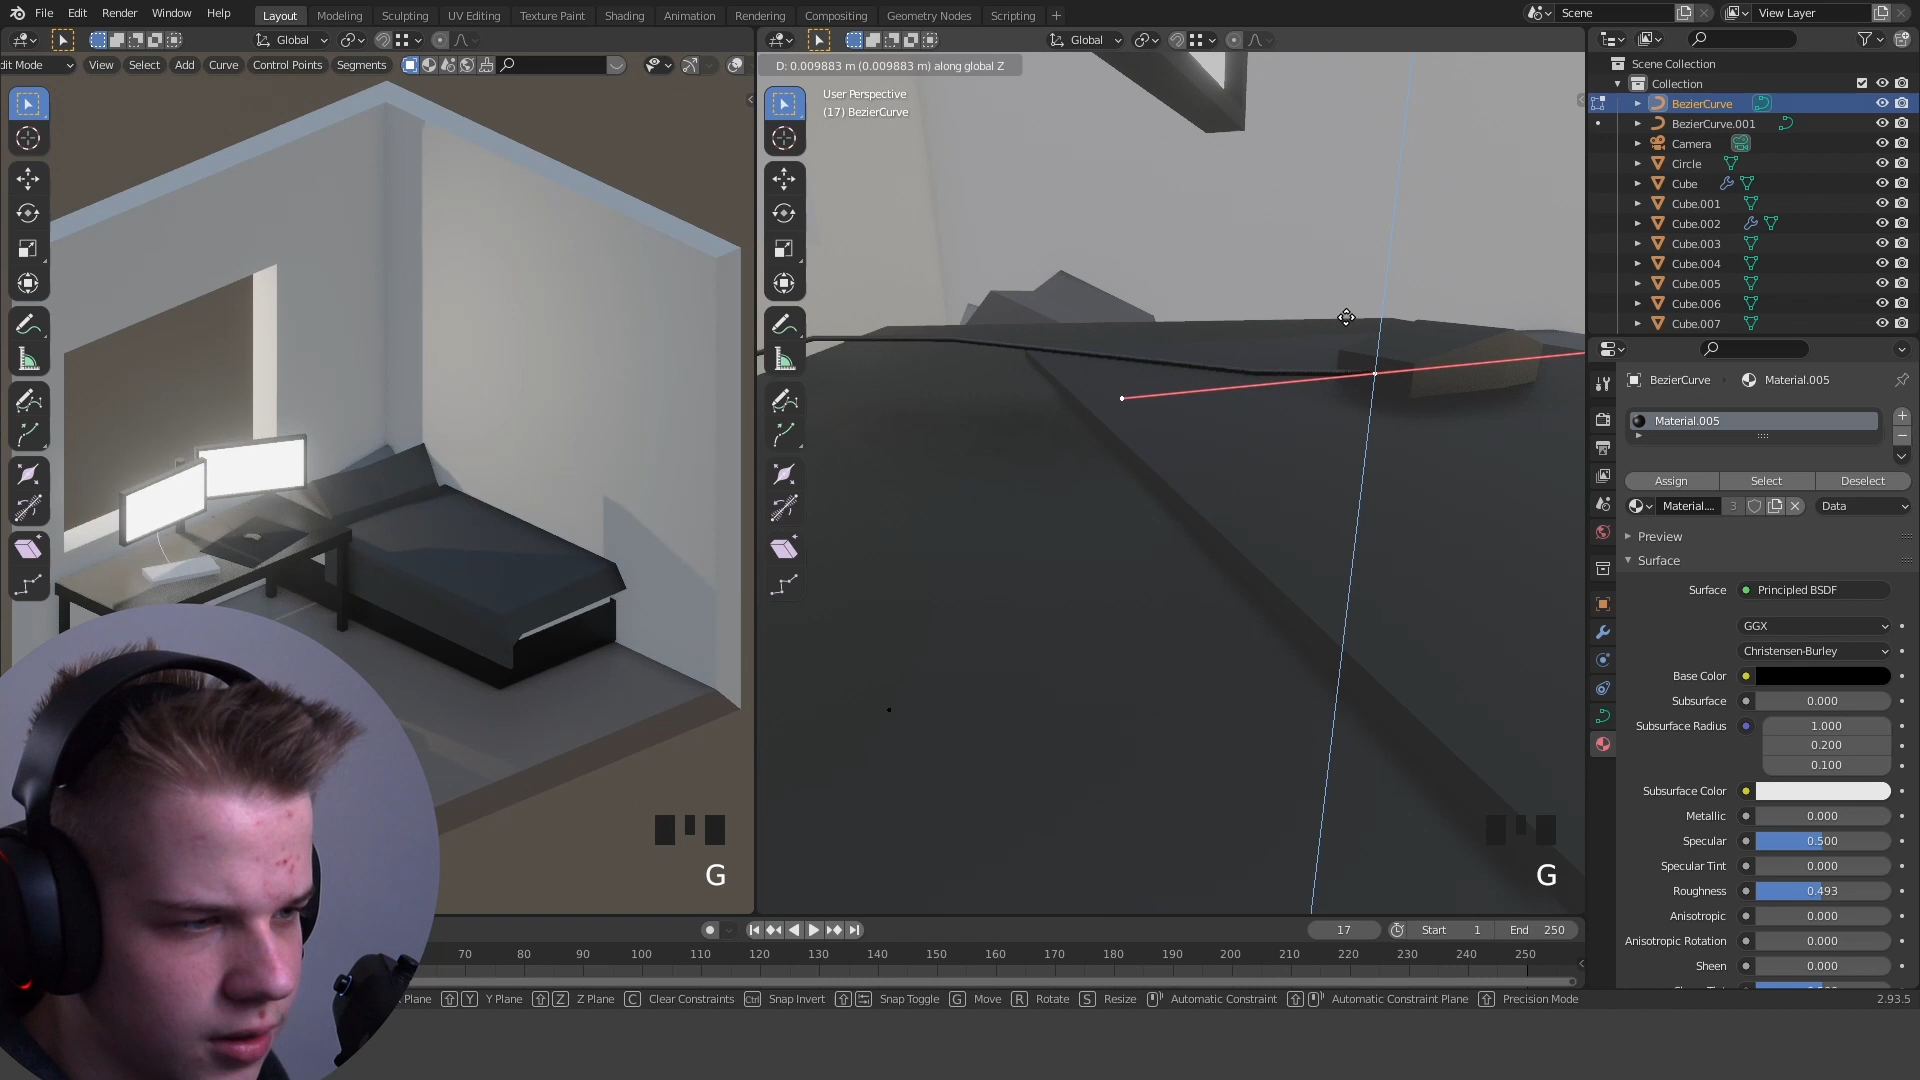 File Edit Render Window Help Layout Modeling Sculpting UV Editing Texture Paint Shading Animation Rendering Compositing Geometry Nodes Scripting + Scene View Layer
Global Global
dit Mode View Select Add Curve Control Points Segments
D: 0.009883 m (0.009883 m) along global Z
User Perspective
(17) BezierCurve
G
G
Scene Collection
Collection
BezierCurve
BezierCurve.001
Camera
Circle
Cube
Cube.001
Cube.002
Cube.003
Cube.004
Cube.005
Cube.006
Cube.007
BezierCurve Material.005
Material.005
Assign Select Deselect
Material.... 3 Data
Preview
Surface
Surface Principled BSDF
GGX
Christensen-Burley
Base Color
Subsurface 0.000
Subsurface Radius 1.000
0.200
0.100
Subsurface Color
Metallic 0.000
Specular 0.500
Specular Tint 0.000
Roughness 0.493
Anisotropic 0.000
Anisotropic Rotation 0.000
Sheen 0.000
17 Start 1 End 250
70 80 90 100 110 120 130 140 150 160 170 180 190 200 210 220 230 240 250
Plane Y Y Plane Z Z Plane C Clear Constraints Ctrl Snap Invert Snap Toggle G Move R Rotate S Resize Automatic Constraint Automatic Constraint Plane Precision Mode 2.93.5